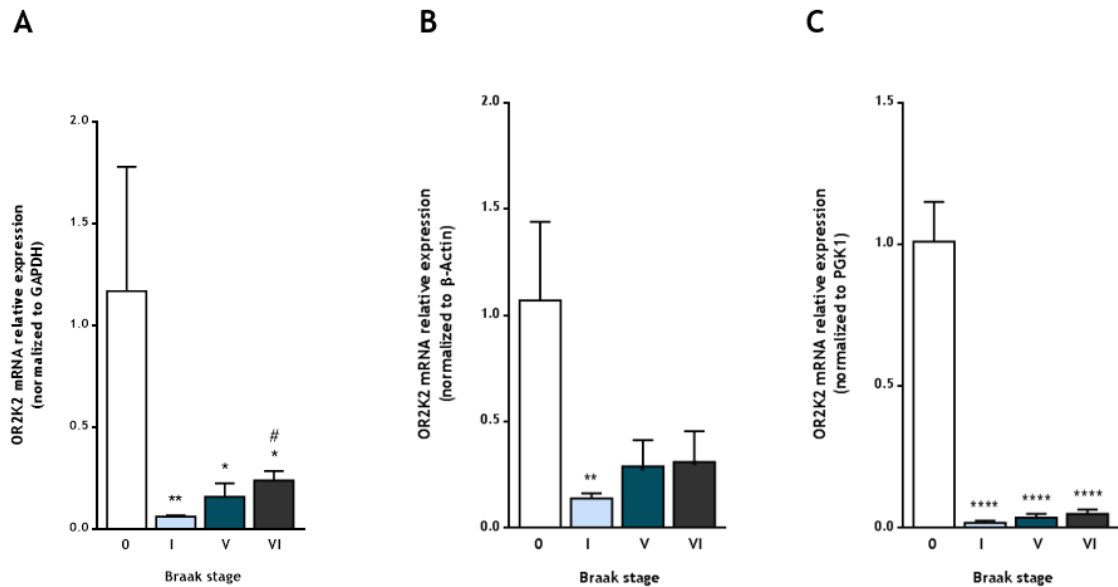 A
OR2K2 mRNA relative expression
(normalized to GAPDH)
2.0
1.5
1.0
0.5
0.0
**
*
#
*
0 I V VI
Braak stage
B
OR2K2 mRNA relative expression
(normalized to β-Actin)
2.0
1.5
1.0
0.5
0.0
**
0 I V VI
Braak stage
C
OR2K2 mRNA relative expression
(normalized to PGK1)
1.5
1.0
0.5
0.0
**** **** ****
0 I V VI
Braak stage